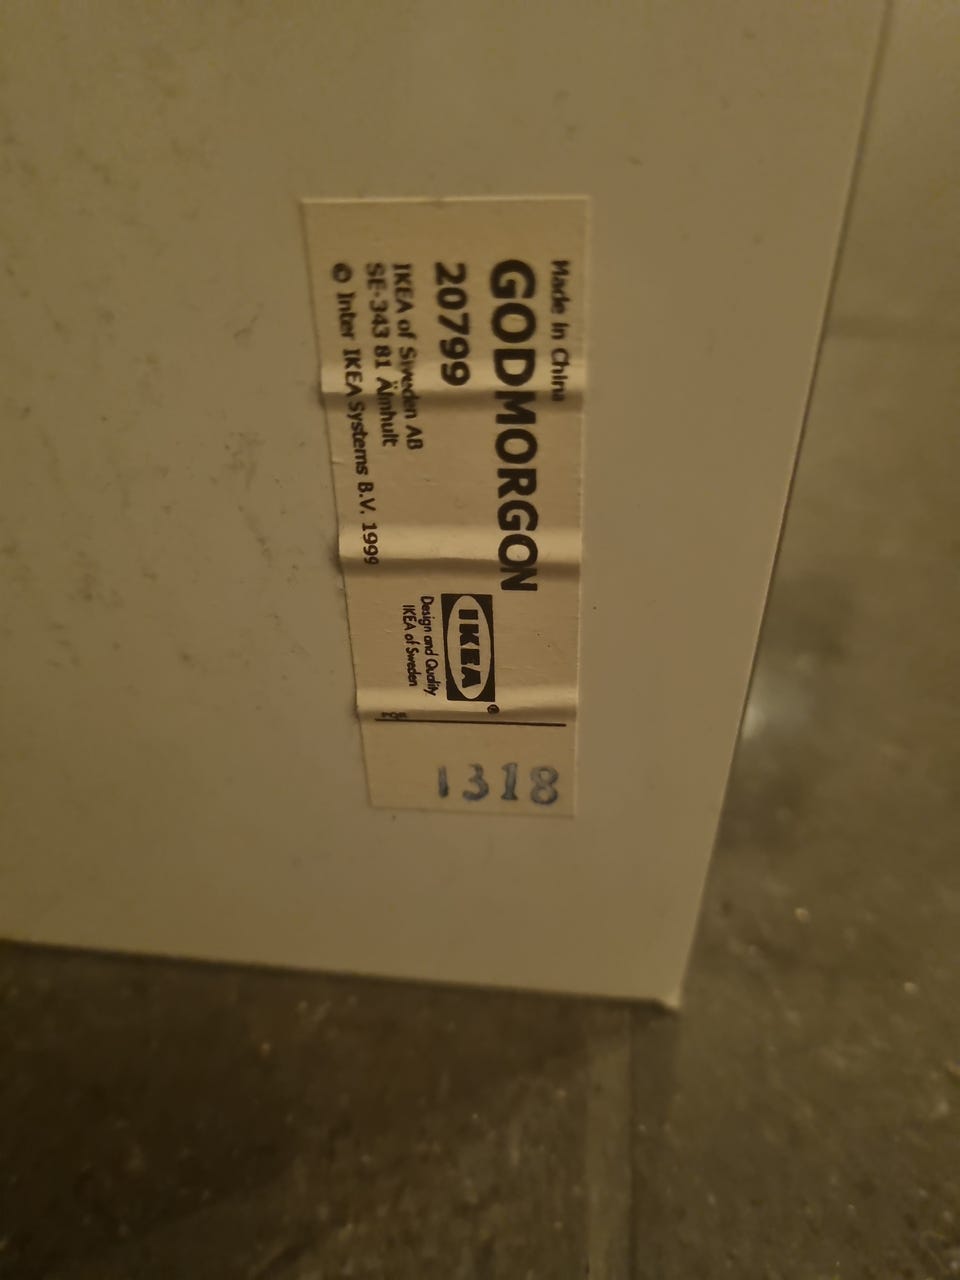 Made in China
GODMORGON
20799
IKEA of Sweden AB
SE-343 81 Älmhult
© Inter IKEA Systems B.V. 1999
IKEA®
Design and Quality
IKEA of Sweden
1318